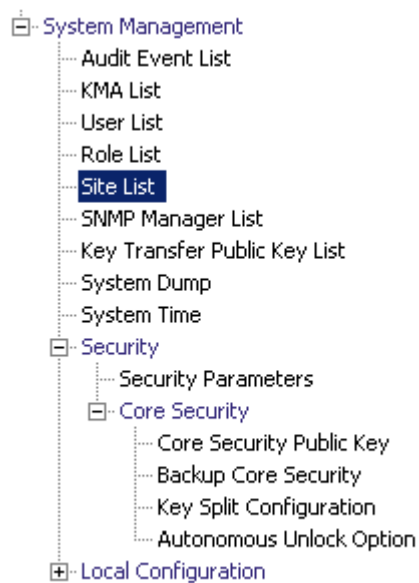 System Management
Audit Event List
KMA List
User List
Role List
Site List
SNMP Manager List
Key Transfer Public Key List
System Dump
System Time
Security
Security Parameters
Core Security
Core Security Public Key
Backup Core Security
Key Split Configuration
Autonomous Unlock Option
Local Configuration